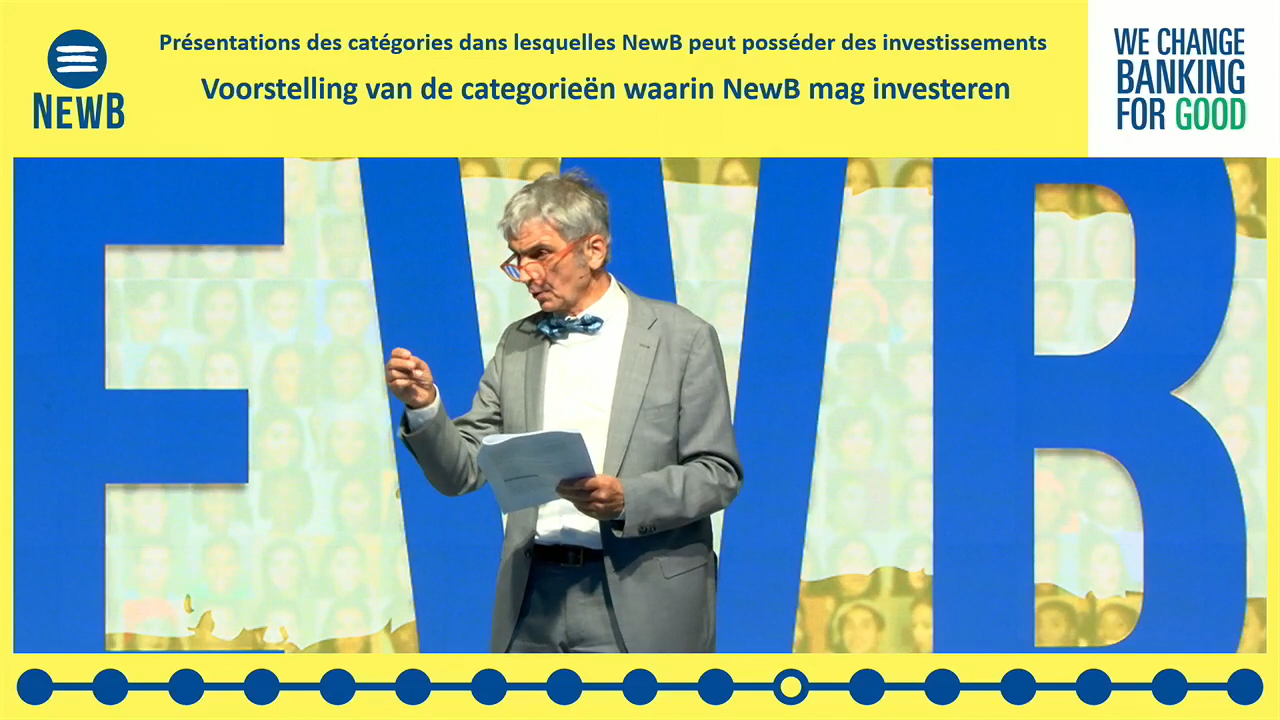 Présentations des catégories dans lesquelles NewB peut posséder des investissements
Voorstelling van de categorieën waarin NewB mag investeren
NEWB
WE CHANGE
BANKING
FOR GOOD
EWB